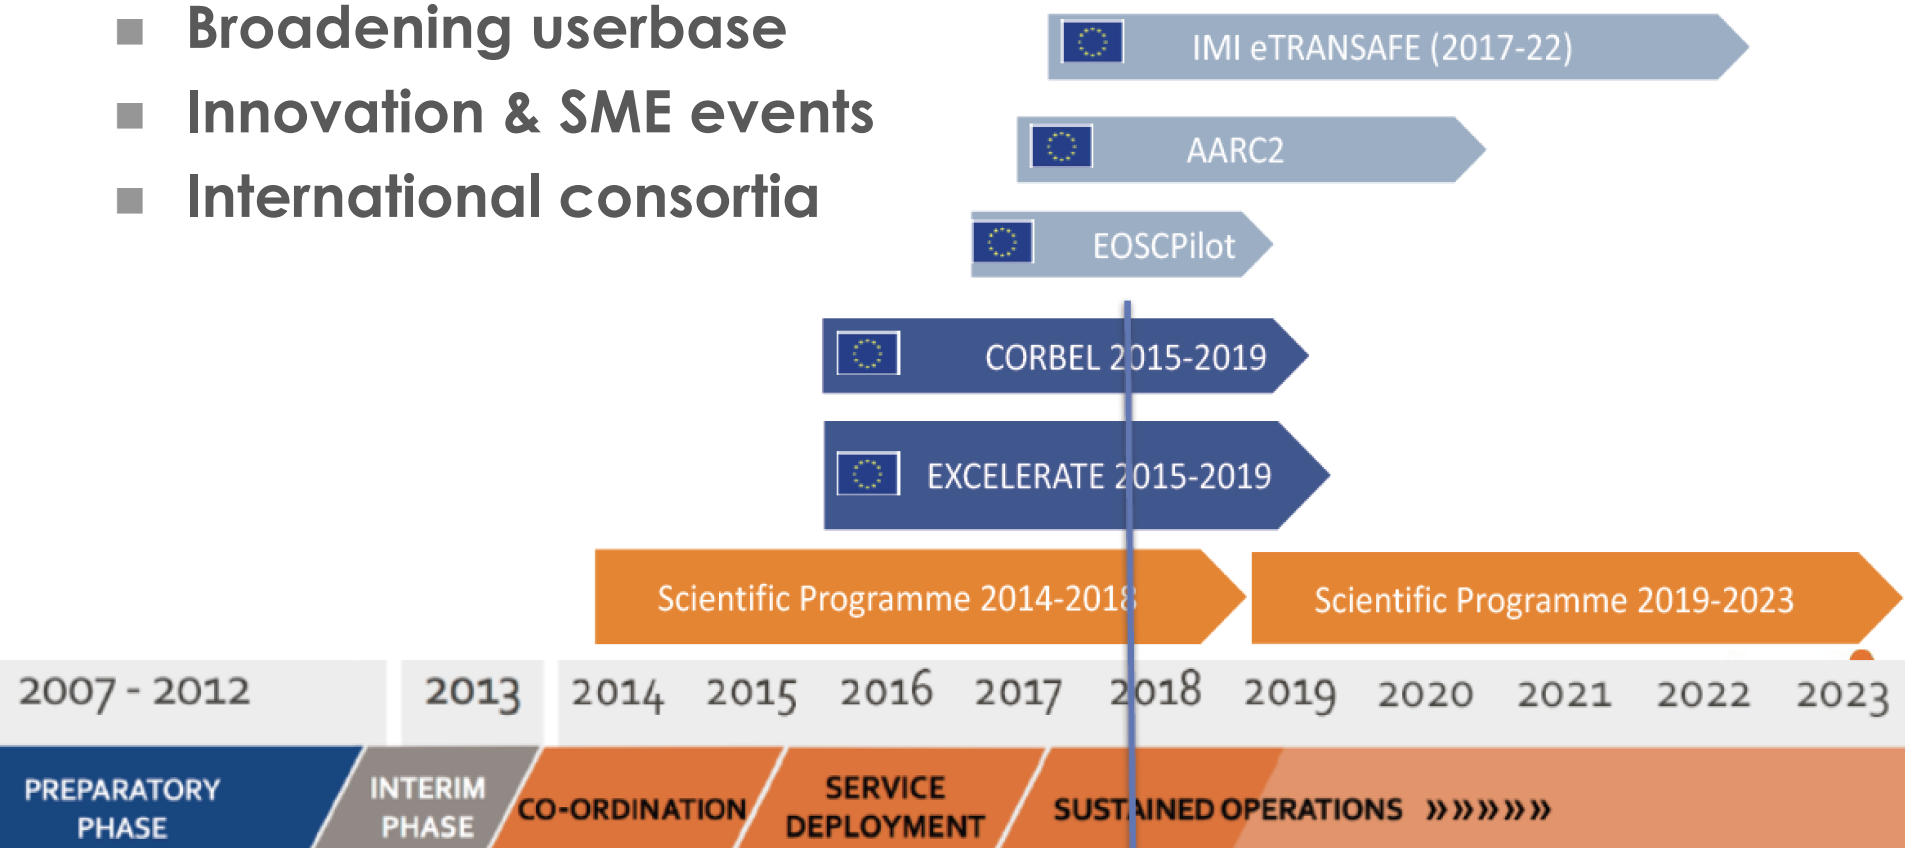 Broadening userbase
Innovation & SME events
International consortia
IMI eTRANSAFE (2017-22)
AARC2
EOSCPilot
CORBEL 2015-2019
EXCELERATE 2015-2019
Scientific Programme 2014-2018
Scientific Programme 2019-2023
2007 - 2012 2013 2014 2015 2016 2017 2018 2019 2020 2021 2022 2023
PREPARATORY
PHASE
INTERIM
PHASE
CO-ORDINATION
SERVICE
DEPLOYMENT
SUSTAINED OPERATIONS »»»»»